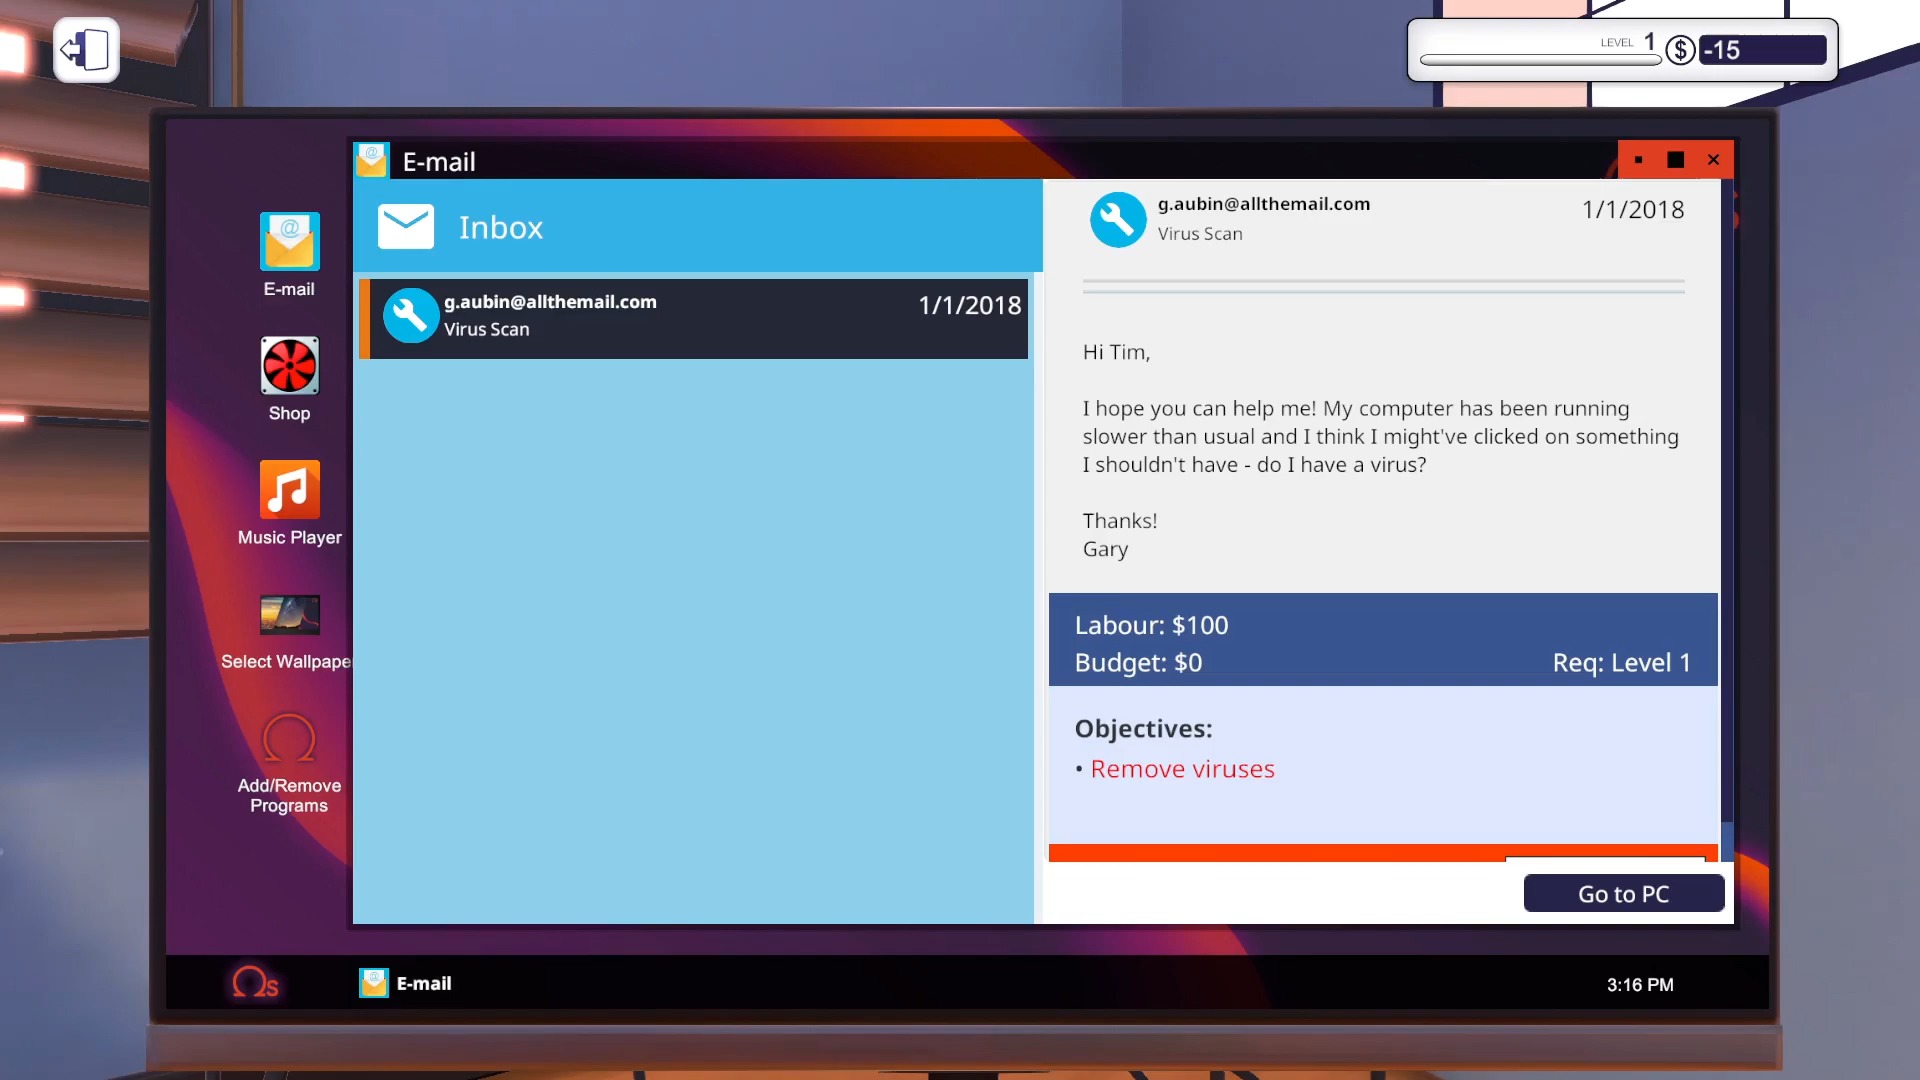 LEVEL 1 $ -15
E-mail
Inbox
g.aubin@allthemail.com
1/1/2018
Virus Scan
g.aubin@allthemail.com
1/1/2018
Virus Scan
Hi Tim,
I hope you can help me! My computer has been running
slower than usual and I think I might've clicked on something
I shouldn't have - do I have a virus?
Thanks!
Gary
Labour: $100
Budget: $0
Req: Level 1
Objectives:
• Remove viruses
Go to PC
E-mail
Shop
Music Player
Select Wallpape
Add/Remove
Programs
Ωs
E-mail
3:16 PM